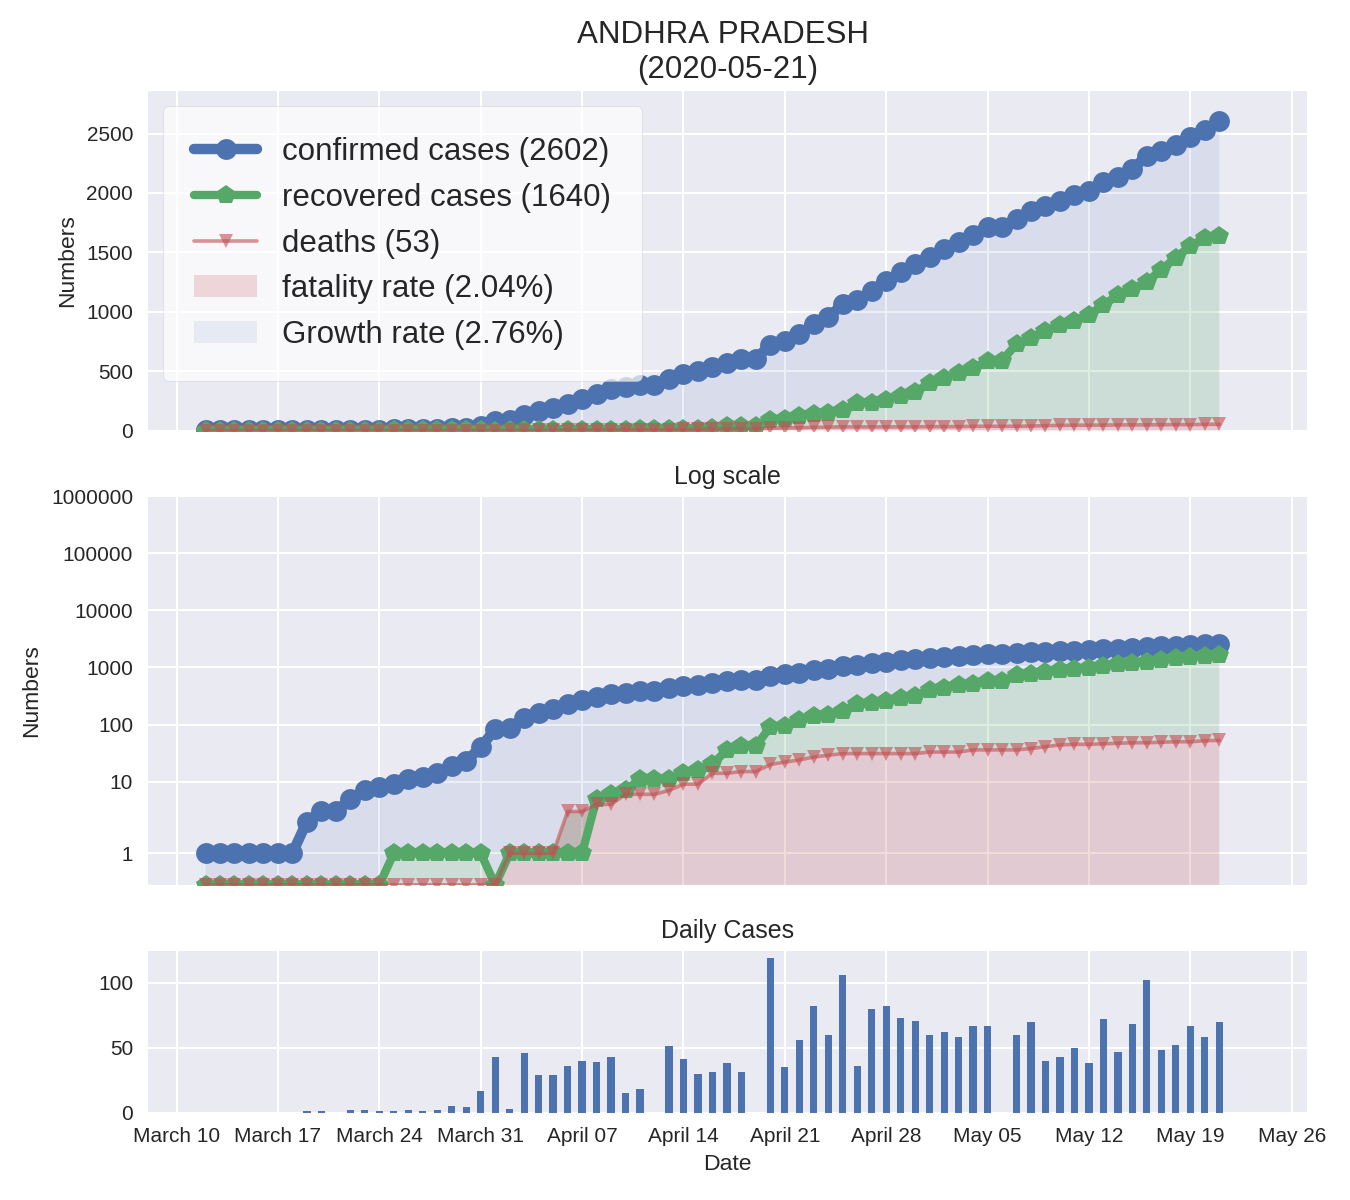 ANDHRA PRADESH
(2020-05-21)
Numbers
2500
2000
1500
1000
500
0
confirmed cases (2602)
recovered cases (1640)
deaths (53)
fatality rate (2.04%)
Growth rate (2.76%)
Log scale
Numbers
1000000
100000
10000
1000
100
10
1
Daily Cases
100
50
0
March 10 March 17 March 24 March 31 April 07 April 14 April 21 April 28 May 05 May 12 May 19 May 26
Date